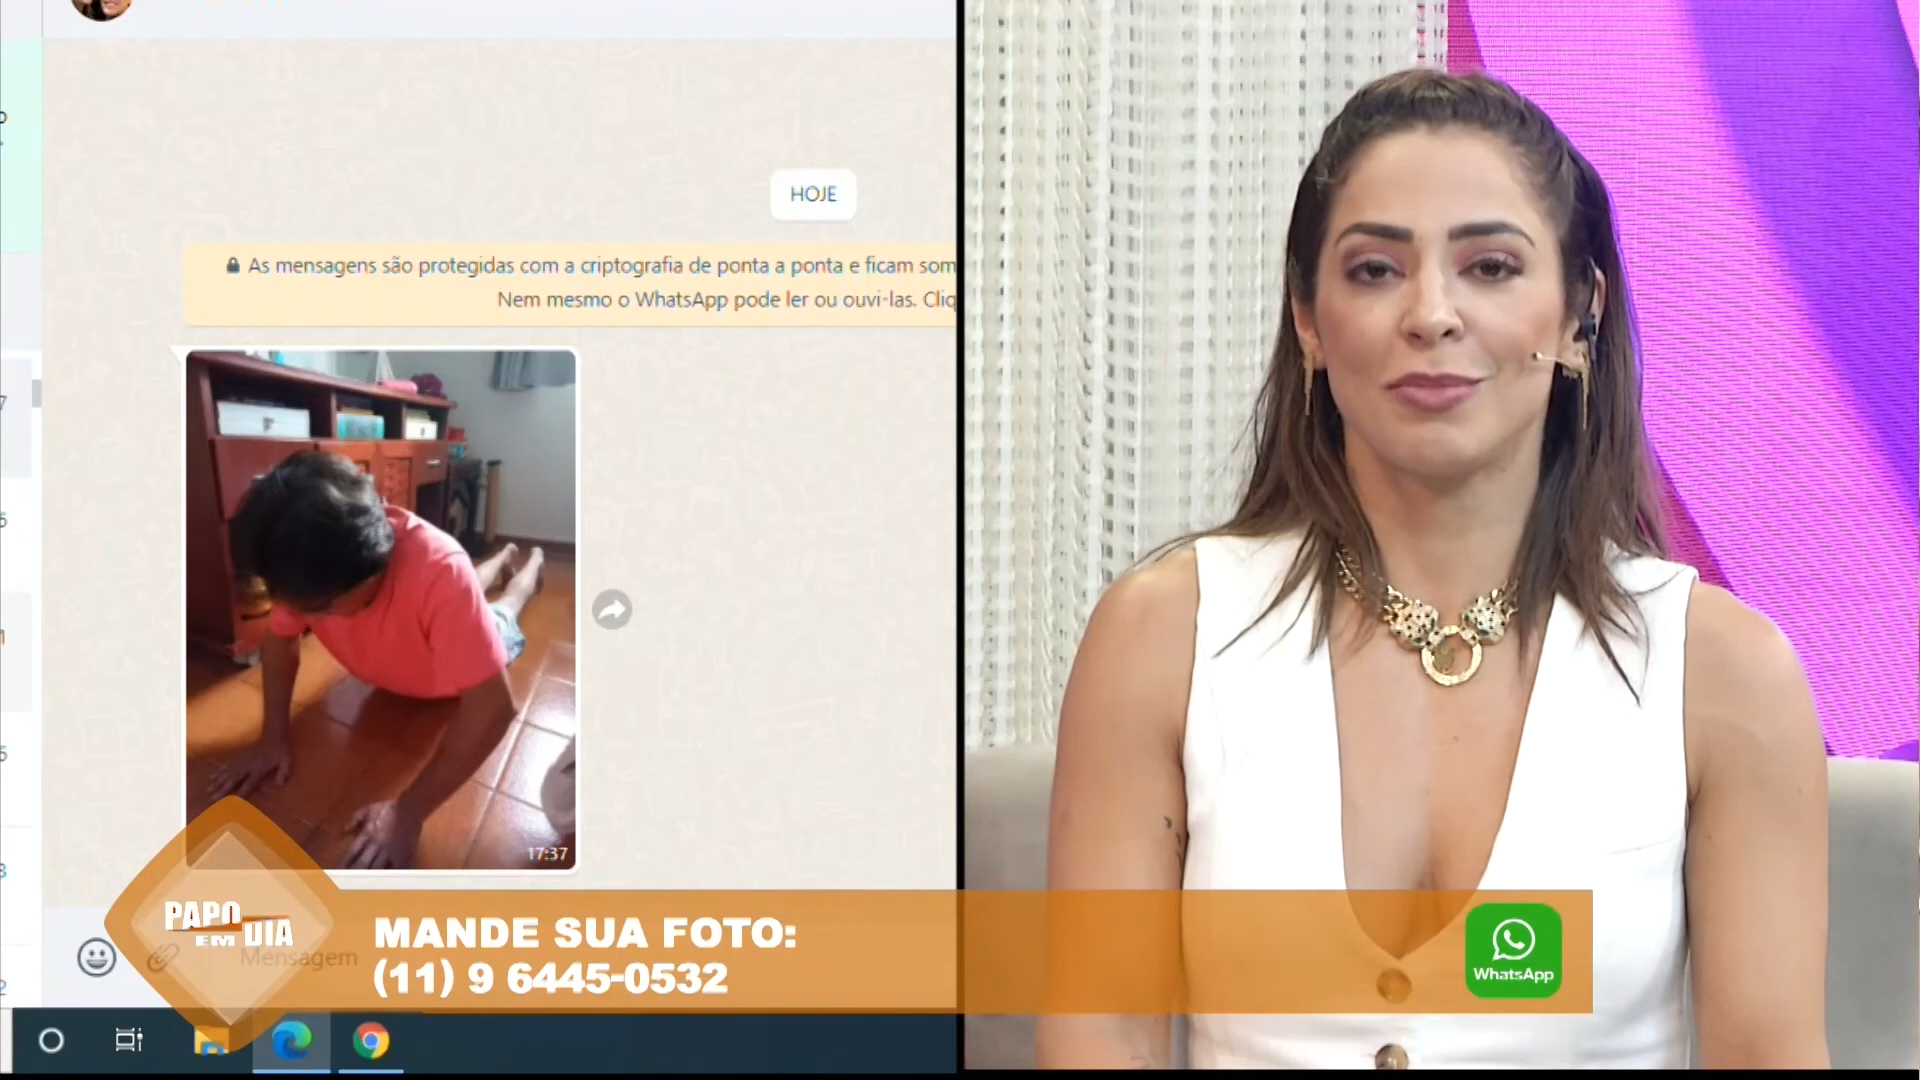 HOJE
As mensagens são protegidas com a criptografia de ponta a ponta e ficam som
Nem mesmo o WhatsApp pode ler ou ouvi-las. Cliq
17:37
PAPO
EM DIA
MANDE SUA FOTO:
(11) 9 6445-0532
WhatsApp
Mensagem